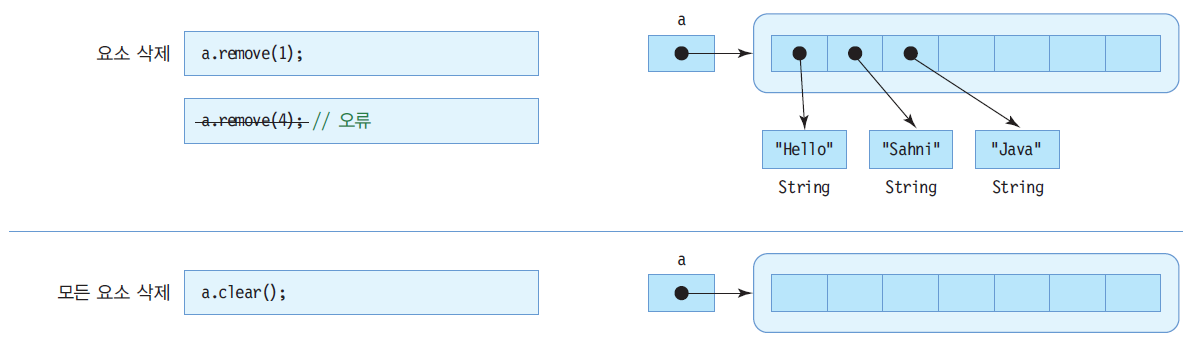 요소 삭제
a.remove(1);
a.remove(4); // 오류
a
"Hello"
"Sahni"
"Java"
String
String
String
모든 요소 삭제
a.clear();
a